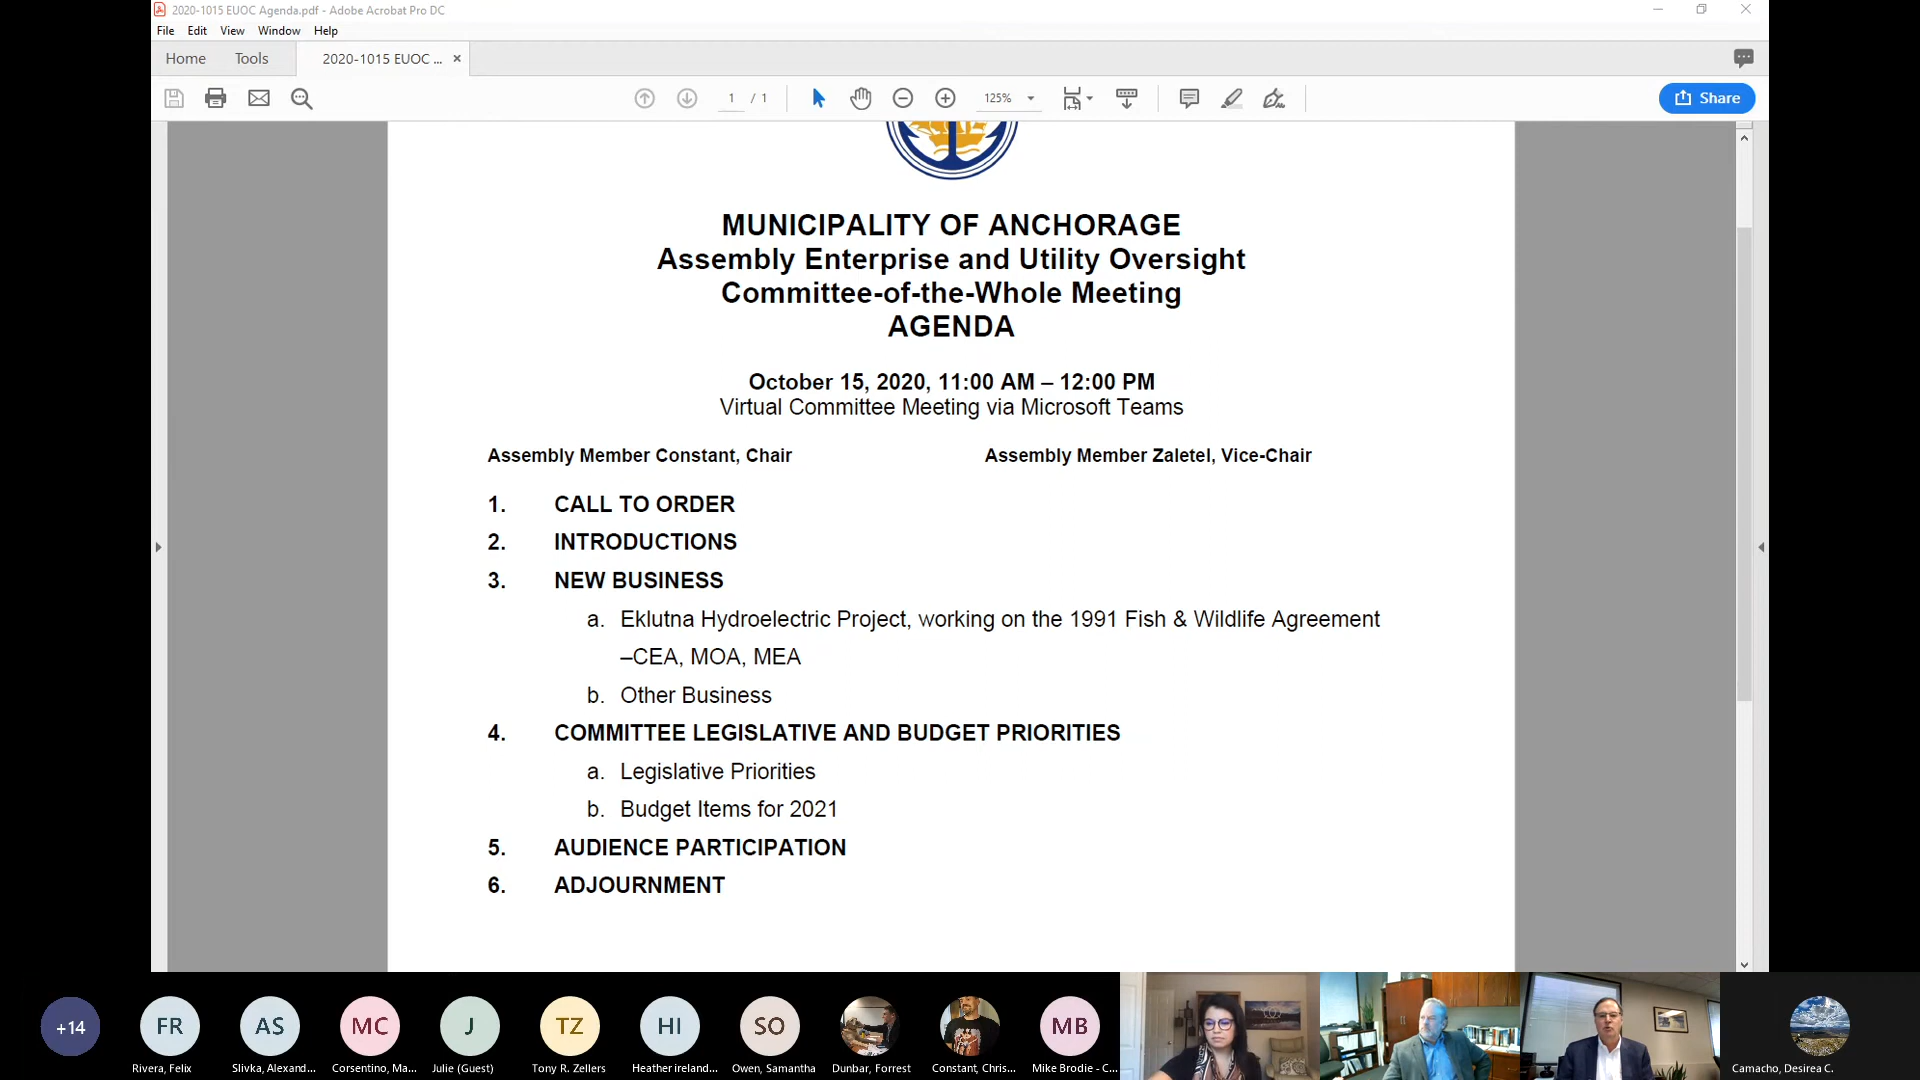 2020-1015 EUOC Agenda.pdf - Adobe Acrobat Pro DC
File Edit View Window Help
Home Tools 2020-1015 EUOC ... ×
1 / 1 125% Share
MUNICIPALITY OF ANCHORAGE
Assembly Enterprise and Utility Oversight
Committee-of-the-Whole Meeting
AGENDA
October 15, 2020, 11:00 AM – 12:00 PM
Virtual Committee Meeting via Microsoft Teams
Assembly Member Constant, Chair Assembly Member Zaletel, Vice-Chair
1. CALL TO ORDER
2. INTRODUCTIONS
3. NEW BUSINESS
a. Eklutna Hydroelectric Project, working on the 1991 Fish & Wildlife Agreement
–CEA, MOA, MEA
b. Other Business
4. COMMITTEE LEGISLATIVE AND BUDGET PRIORITIES
a. Legislative Priorities
b. Budget Items for 2021
5. AUDIENCE PARTICIPATION
6. ADJOURNMENT
+14 FR AS MC J TZ HI SO MB
Rivera, Felix Slivka, Alexand... Corsentino, Ma... Julie (Guest) Tony R. Zellers Heather ireland... Owen, Samantha Dunbar, Forrest Constant, Chris... Mike Brodie - C... Camacho, Desirea C.